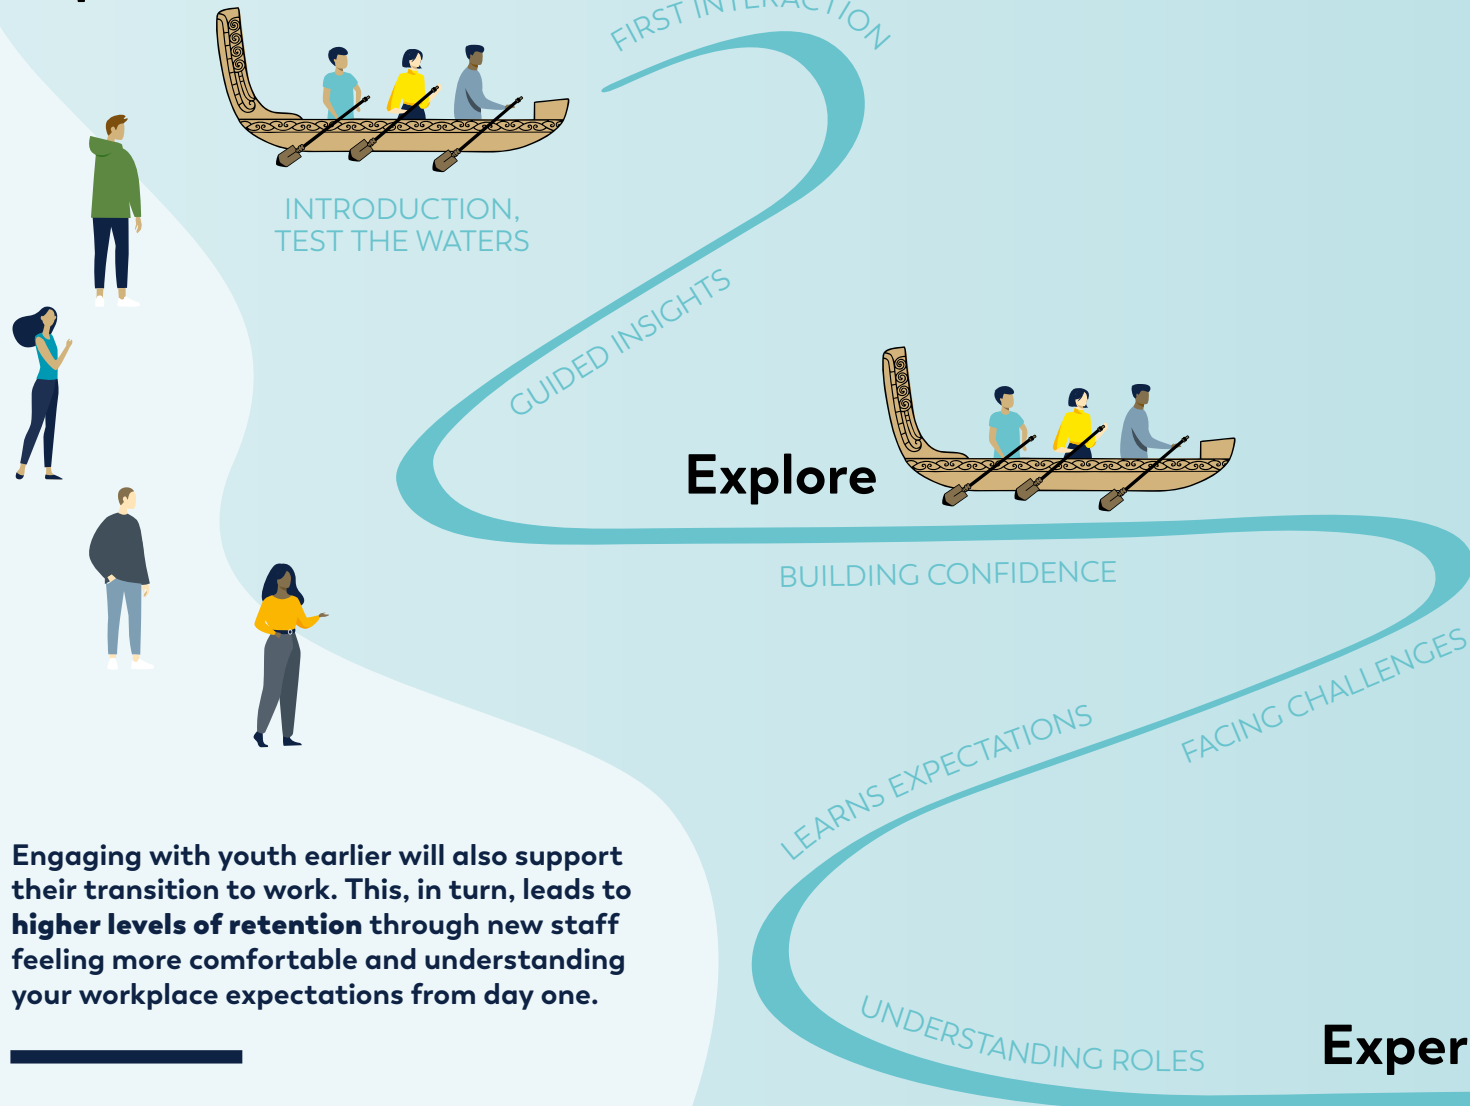 FIRST INTERACTION
INTRODUCTION,
TEST THE WATERS
GUIDED INSIGHTS
Explore
BUILDING CONFIDENCE
FACING CHALLENGES
LEARNS EXPECTATIONS
Engaging with youth earlier will also support
their transition to work. This, in turn, leads to
higher levels of retention through new staff
feeling more comfortable and understanding
your workplace expectations from day one.
UNDERSTANDING ROLES
Exper